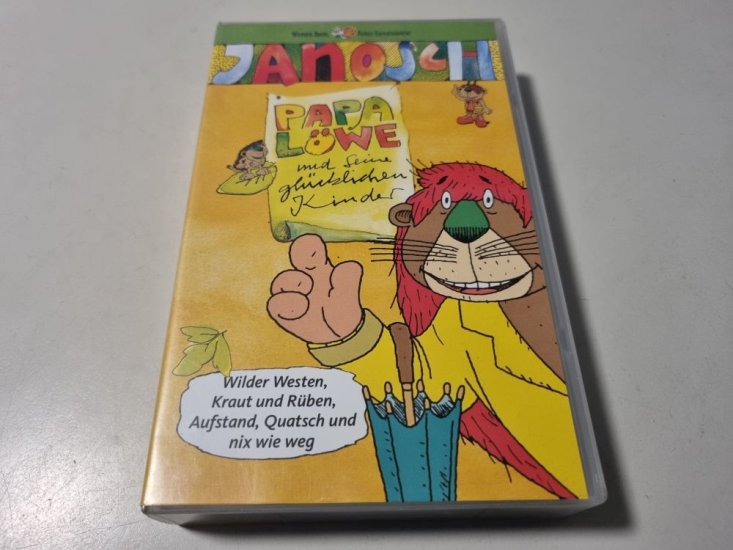 JANOSCH
PAPA
LÖWE
und seine
glücklichen
Kinder
Wilder Westen,
Kraut und Rüben,
Aufstand, Quatsch und
nix wie weg